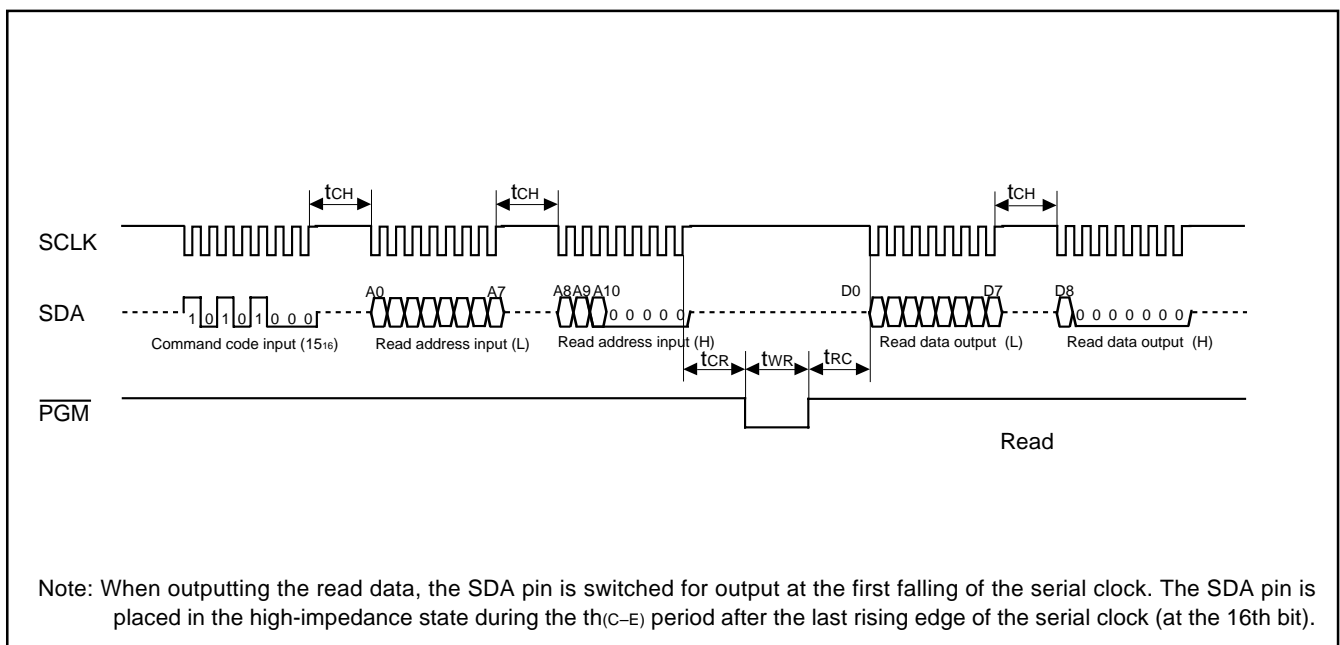 tCH tCH tCH
SCLK
A0 A7 A8 A9 A10 D0 D7 D8
SDA
1 0 1 0 1 0 0 0 0 0 0 0 0 0 0 0 0 0 0 0
Command code input (15₁₆) Read address input (L) Read address input (H) Read data output (L) Read data output (H)
tCR tWR tRC
PGM
Read
Note: When outputting the read data, the SDA pin is switched for output at the first falling of the serial clock. The SDA pin is
placed in the high-impedance state during the th(C–E) period after the last rising edge of the serial clock (at the 16th bit).